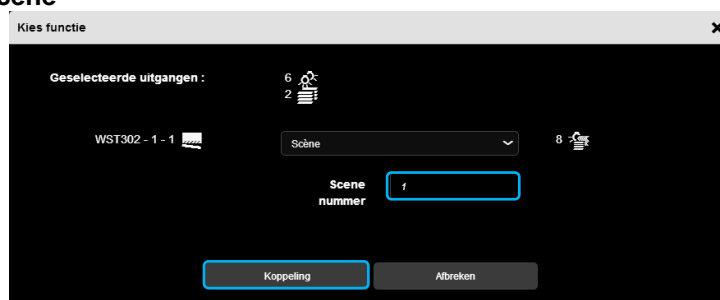 scène
Kies functie
Geselecteerde uitgangen :
6
2
WST302 - 1 - 1
Scène
8
Scene
nummer
1
Koppeling
Afbreken